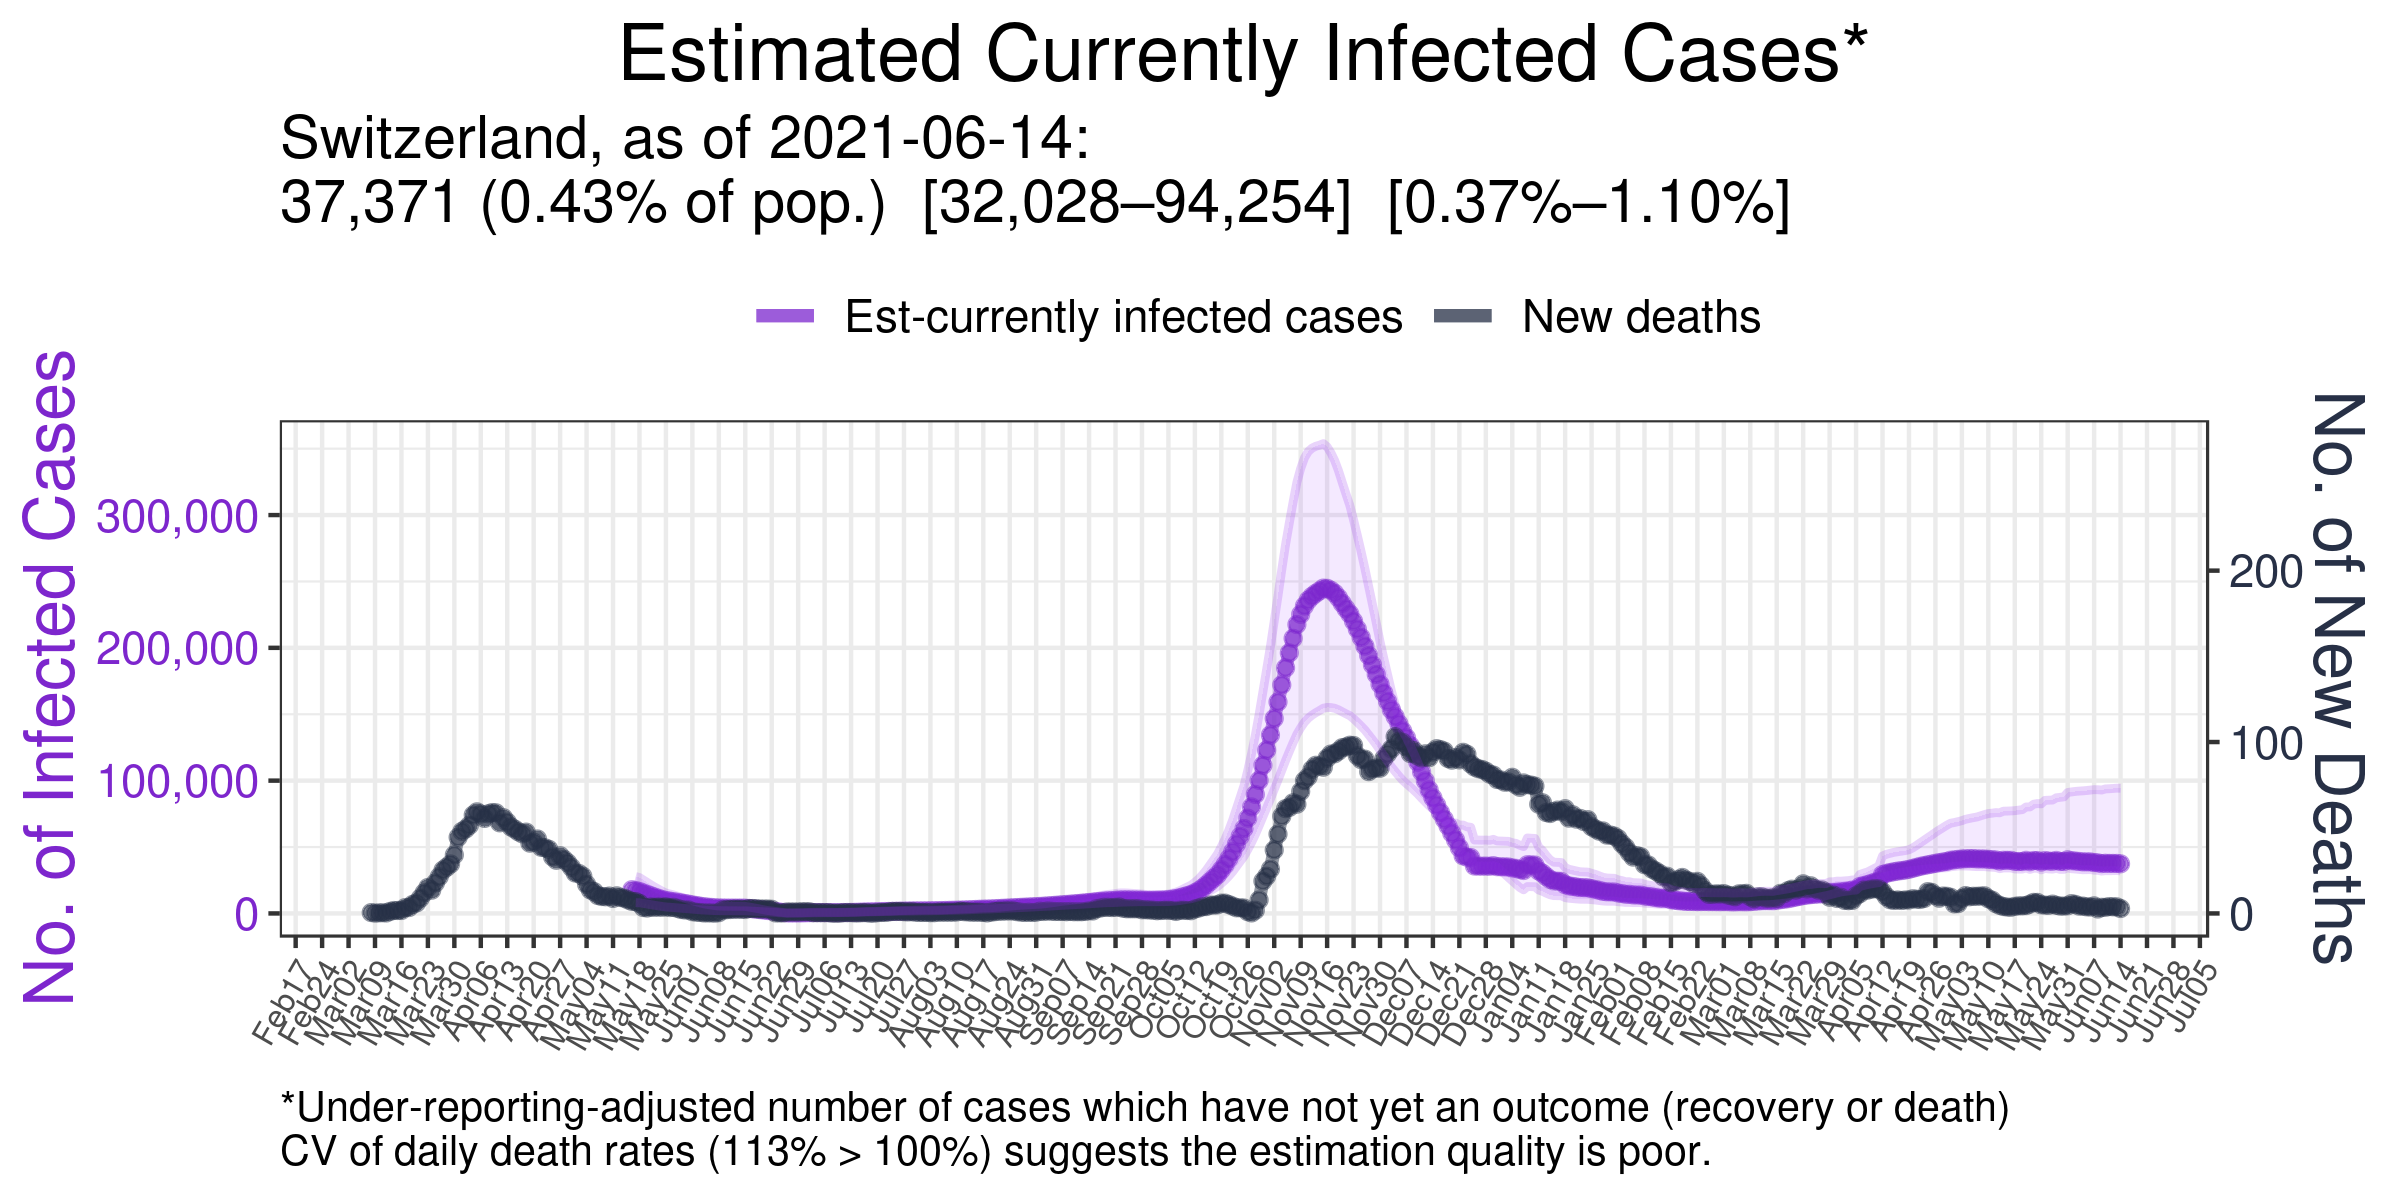 Estimated Currently Infected Cases*
Switzerland, as of 2021-06-14:
37,371 (0.43% of pop.) [32,028–94,254] [0.37%–1.10%]
Est-currently infected cases New deaths
No. of Infected Cases
300,000
200,000
100,000
0
200
100
0
No. of New Deaths
Feb17 Feb24 Mar02 Mar09 Mar16 Mar23 Mar30 Apr06 Apr13 Apr20 Apr27 May04 May11 May18 May25 Jun01 Jun08 Jun15 Jun22 Jun29 Jul06 Jul13 Jul20 Jul27 Aug03 Aug10 Aug17 Aug24 Aug31 Sep07 Sep14 Sep21 Sep28 Oct05 Oct12 Oct19 Oct26 Nov02 Nov09 Nov16 Nov23 Nov30 Dec07 Dec14 Dec21 Dec28 Jan04 Jan11 Jan18 Jan25 Feb01 Feb08 Feb15 Feb22 Mar01 Mar08 Mar15 Mar22 Mar29 Apr05 Apr12 Apr19 Apr26 May03 May10 May17 May24 May31 Jun07 Jun14 Jun21 Jun28 Jul05
*Under-reporting-adjusted number of cases which have not yet an outcome (recovery or death)
CV of daily death rates (113% > 100%) suggests the estimation quality is poor.